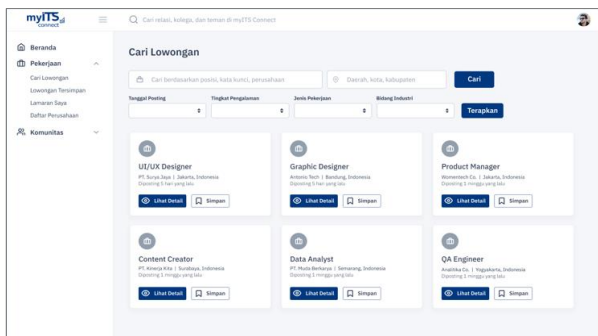 myITS
connect
Cari relasi, kolega, dan teman di myITS Connect
Beranda
Pekerjaan
Cari Lowongan
Lowongan Tersimpan
Lamaran Saya
Daftar Perusahaan
Komunitas
Cari Lowongan
Cari berdasarkan posisi, kata kunci, perusahaan
Daerah, kota, kabupaten
Cari
Tanggal Posting
Tingkat Pengalaman
Jenis Pekerjaan
Bidang Industri
Terapkan
UI/UX Designer
PT. Surya Jaya | Jakarta, Indonesia
Diposting 5 hari yang lalu
Lihat Detail
Simpan
Graphic Designer
Antonio Tech | Bandung, Indonesia
Diposting 5 hari yang lalu
Lihat Detail
Simpan
Product Manager
Womentech Co. | Jakarta, Indonesia
Diposting 1 minggu yang lalu
Lihat Detail
Simpan
Content Creator
PT. Kinerja Kita | Surabaya, Indonesia
Diposting 1 minggu yang lalu
Lihat Detail
Simpan
Data Analyst
PT. Muda Berkarya | Semarang, Indonesia
Diposting 1 minggu yang lalu
Lihat Detail
Simpan
QA Engineer
Analitika Co. | Yogyakarta, Indonesia
Diposting 1 minggu yang lalu
Lihat Detail
Simpan